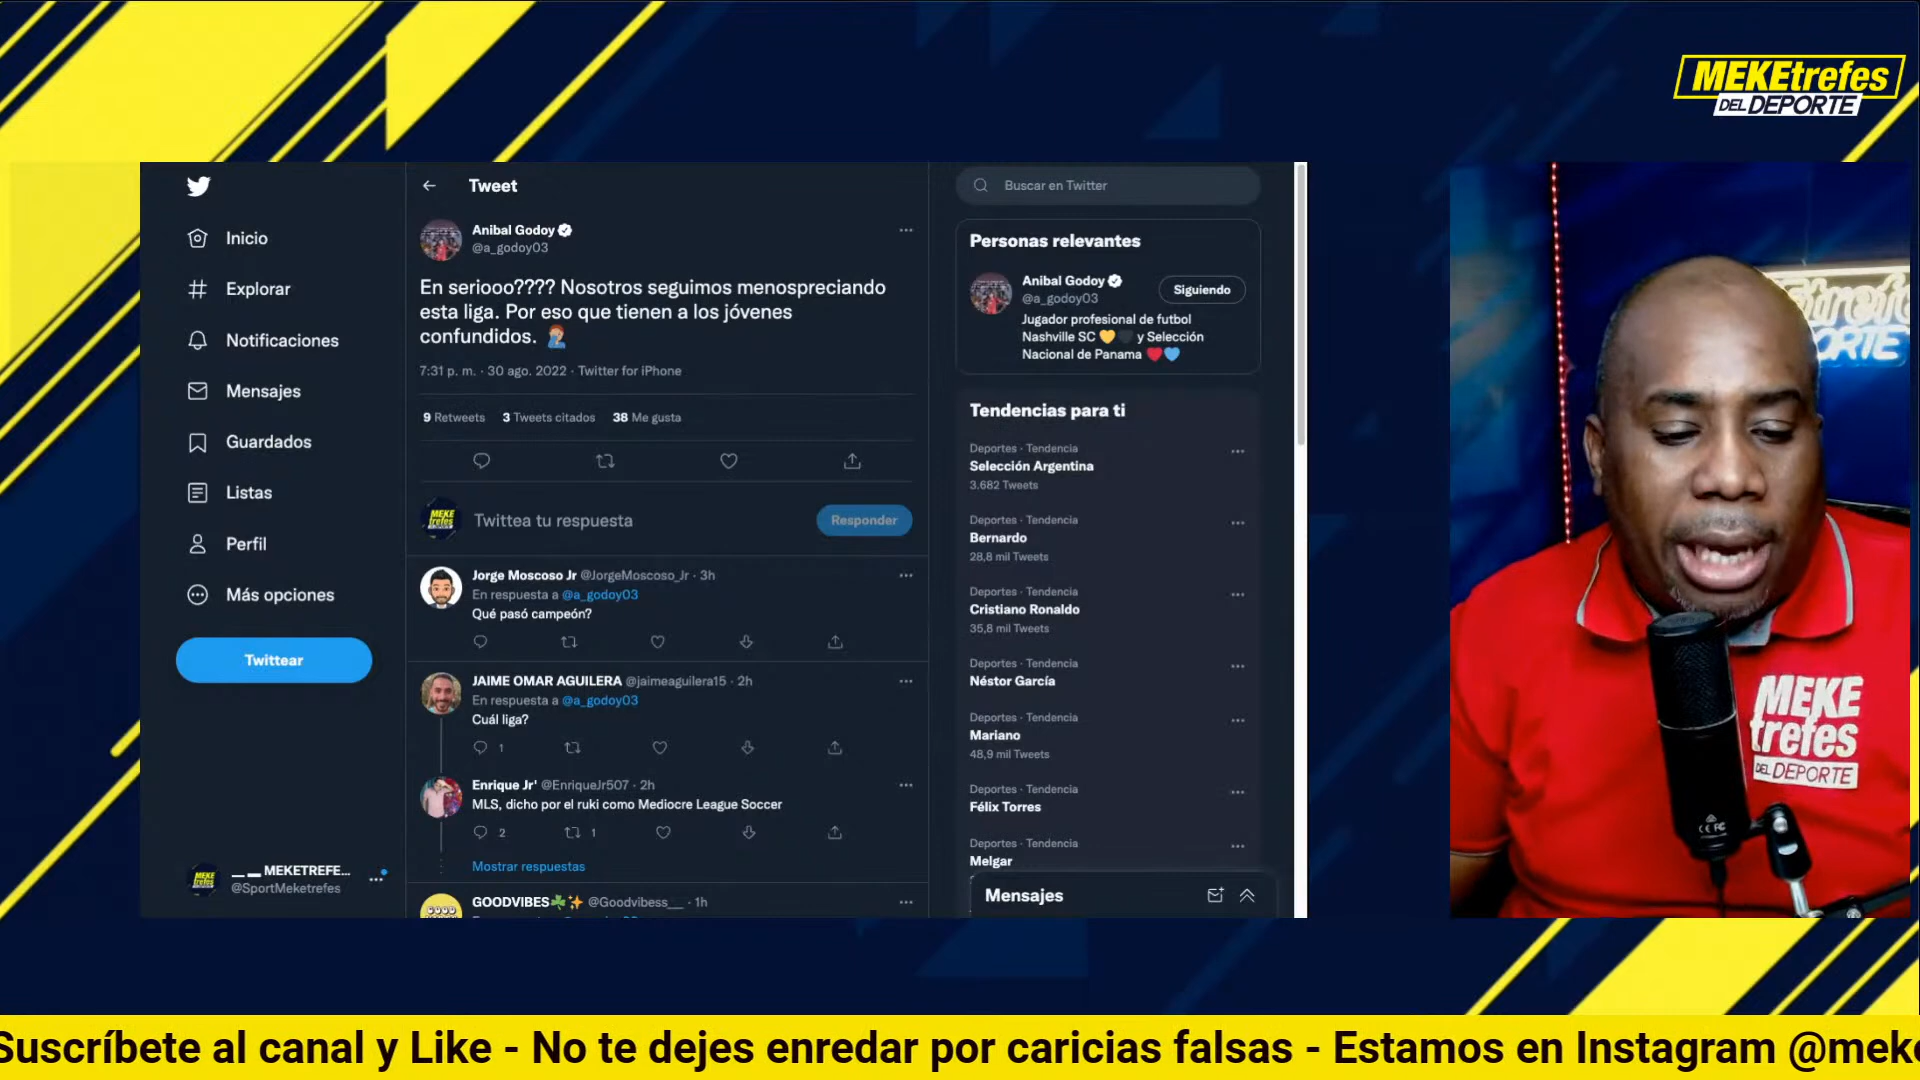 MEKEtrefes
DEL DEPORTE
Tweet
Buscar en Twitter
Inicio
Explorar
Notificaciones
Mensajes
Guardados
Listas
Perfil
Más opciones
Twittear
MEKETREFE...
@SportMeketrefes
Anibal Godoy
@a_godoy03
En seriooo???? Nosotros seguimos menospreciando
esta liga. Por eso que tienen a los jóvenes
confundidos. 🤦🏽‍♂️
7:31 p. m. · 30 ago. 2022 · Twitter for iPhone
9 Retweets 3 Tweets citados 38 Me gusta
MEKE
trefes
Twittea tu respuesta
Responder
Jorge Moscoso Jr @JorgeMoscoso_Jr · 3h
En respuesta a @a_godoy03
Qué pasó campeón?
JAIME OMAR AGUILERA @jaimeaguilera15 · 2h
En respuesta a @a_godoy03
Cuál liga?
1
Enrique Jr' @EnriqueJr507 · 2h
MLS, dicho por el ruki como Mediocre League Soccer
2 1
Mostrar respuestas
GOODVIBES☘️✨ @Goodvibess__ · 1h
Personas relevantes
Anibal Godoy
@a_godoy03
Siguiendo
Jugador profesional de futbol
Nashville SC 💛🖤 y Selección
Nacional de Panama ❤️💙
Tendencias para ti
Deportes · Tendencia
Selección Argentina
3.682 Tweets
Deportes · Tendencia
Bernardo
28,8 mil Tweets
Deportes · Tendencia
Cristiano Ronaldo
35,8 mil Tweets
Deportes · Tendencia
Néstor García
Deportes · Tendencia
Mariano
48,9 mil Tweets
Deportes · Tendencia
Félix Torres
Deportes · Tendencia
Melgar
Mensajes
MEKE
trefes
DEL DEPORTE
Suscríbete al canal y Like - No te dejes enredar por caricias falsas - Estamos en Instagram @meke